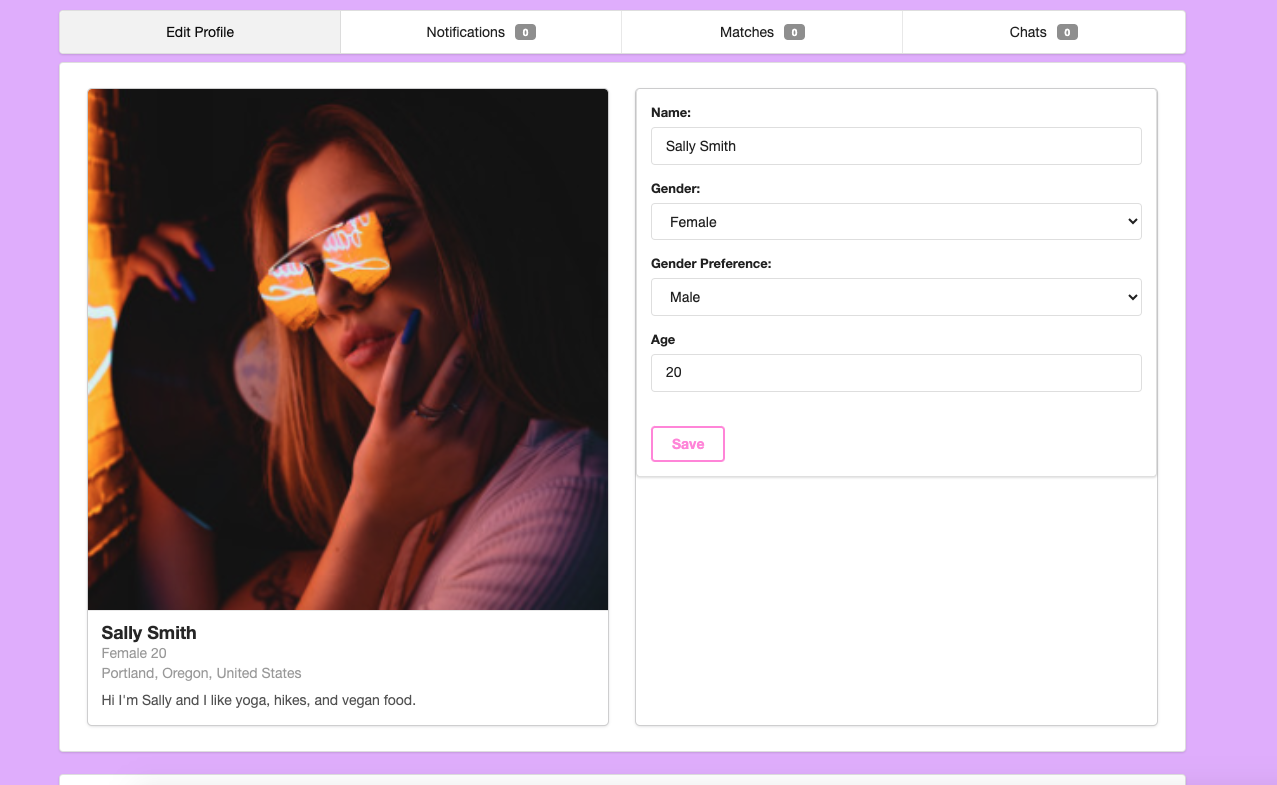 Edit Profile
Notifications 0
Matches 0
Chats 0
Sally Smith
Female 20
Portland, Oregon, United States
Hi I'm Sally and I like yoga, hikes, and vegan food.
Name:
Sally Smith
Gender:
Female
Gender Preference:
Male
Age
20
Save